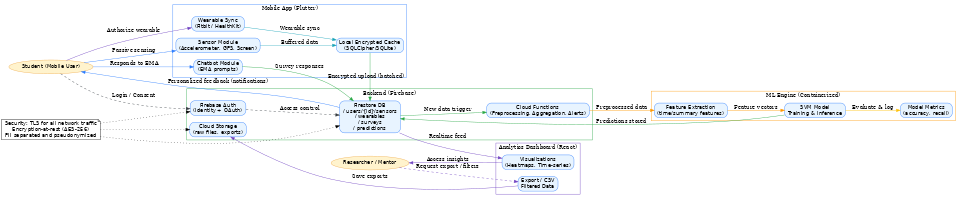 Mobile App (Flutter)
Wearable Sync
(Fitbit / HealthKit)
Authorize wearable
Wearable sync
Sensor Module
(Accelerometer, GPS, Screen)
Local Encrypted Cache
(SQLCipher/SQLite)
Passive sensing
Buffered data
Student (Mobile User)
Responds to EMA
Chatbot Module
(EMA prompts)
Survey responses
Personalized feedback (notifications)
Encrypted upload (batched)
Backend (Firebase)
ML Engine (Containerized)
Login / Consent
Firebase Auth
(Identity + OAuth)
Access control
Firestore DB
/users/{id}/sensors
/ wearables
/ surveys
/ predictions
New data trigger
Cloud Functions
(Preprocessing, Aggregation, Alerts)
Preprocessed data
Feature Extraction
(time/summary features)
Feature vectors
SVM Model
Training & Inference
Evaluate & log
Model Metrics
(accuracy, recall)
Predictions stored
Security: TLS for all network traffic
Encryption-at-rest (AES-256)
PII separated and pseudonymized
Cloud Storage
(raw files, exports)
Realtime feed
Analytics Dashboard (React)
Researcher / Mentor
Access insights
Visualizations
(Heatmaps, Time-series)
Request export / filters
Save exports
Export / CSV
Filtered Data